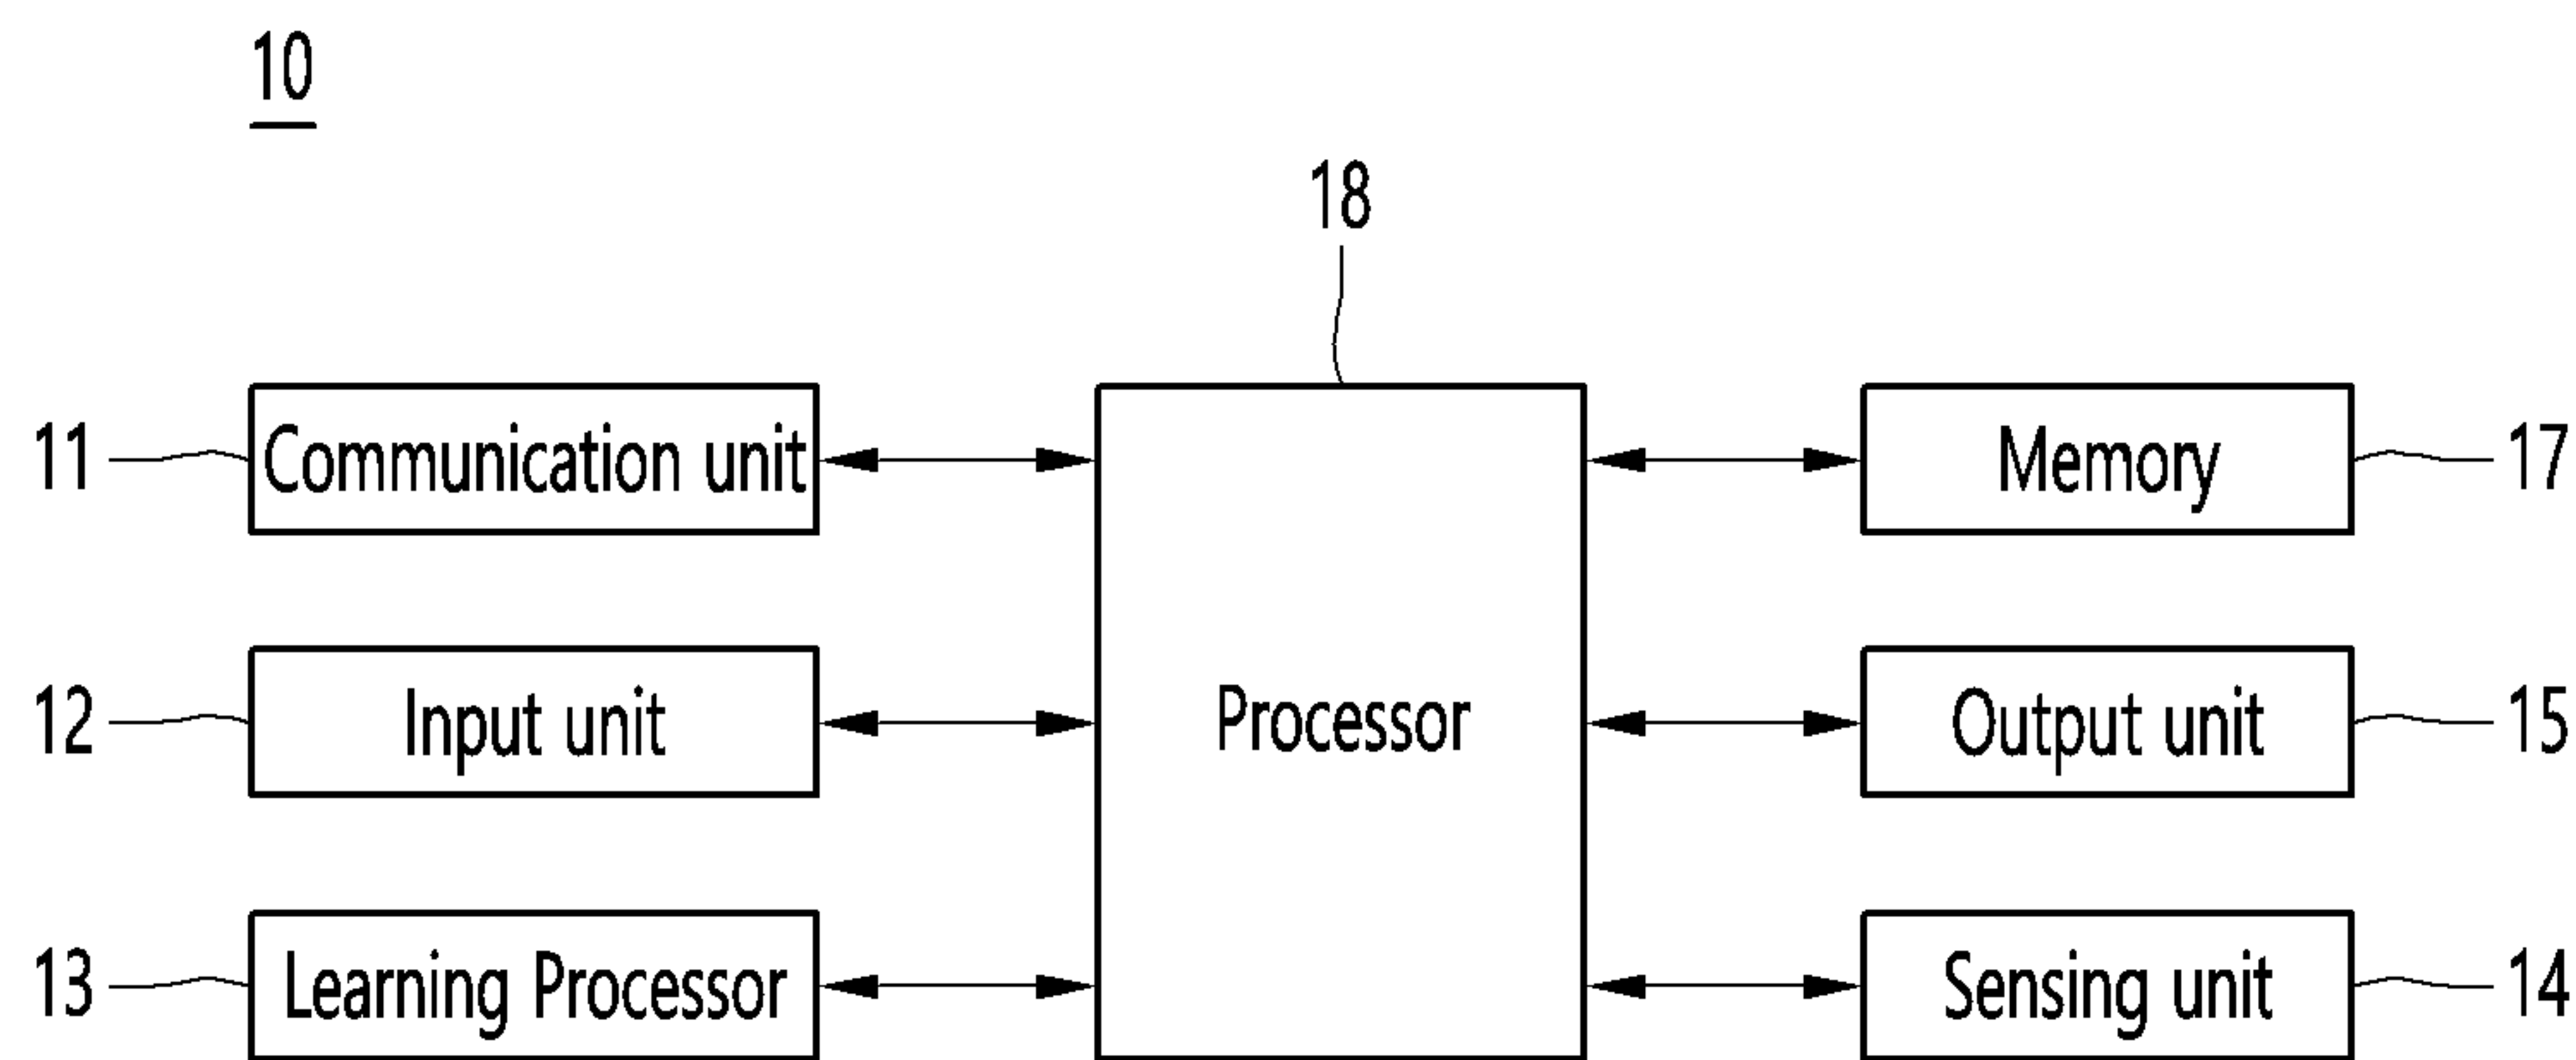 10
18
11 Communication unit Memory 17
12 Input unit Processor Output unit 15
13 Learning Processor Sensing unit 14